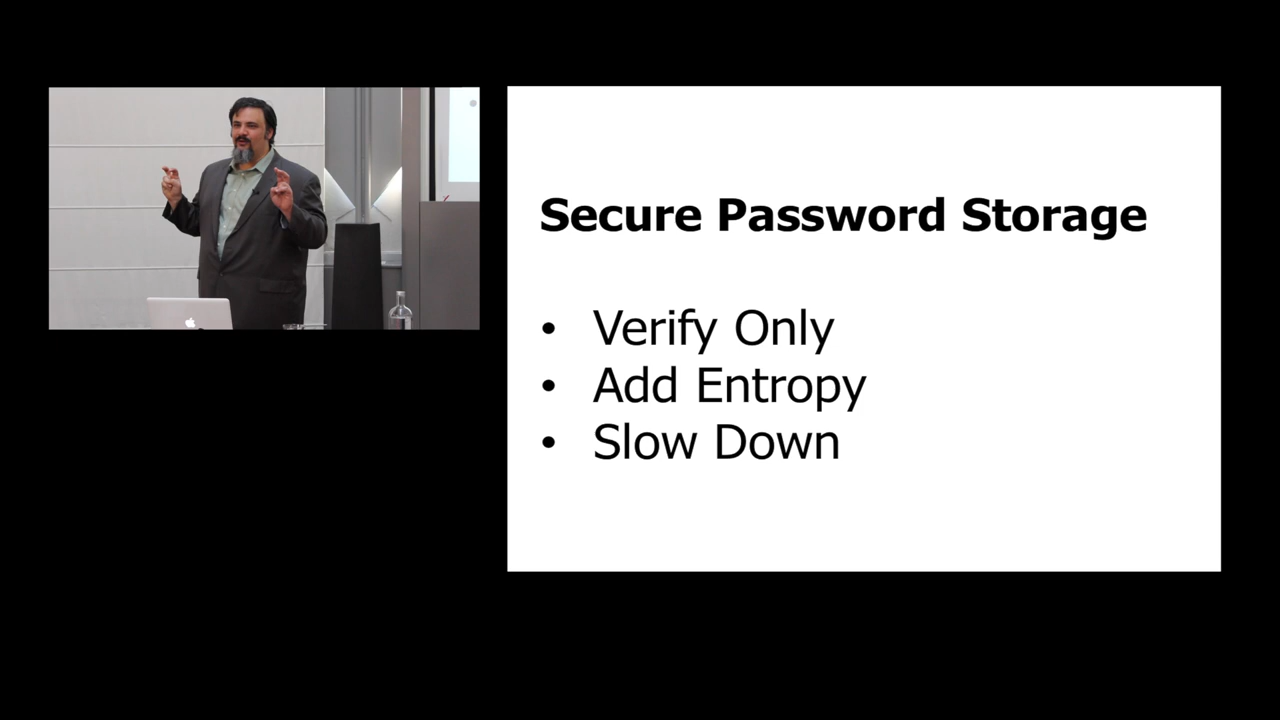 Secure Password Storage
• Verify Only
• Add Entropy
• Slow Down